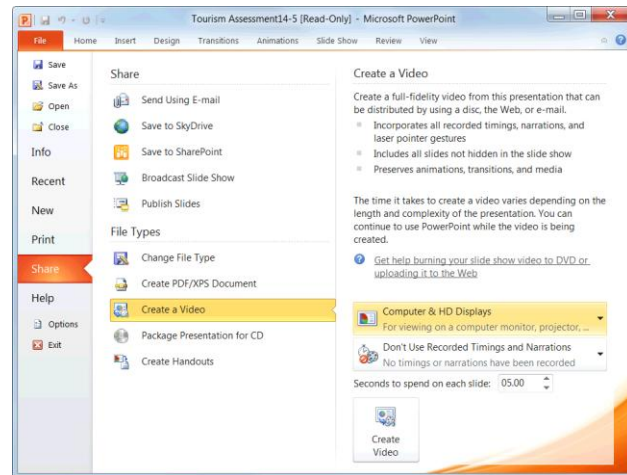 Tourism Assessment14-5 [Read-Only] - Microsoft PowerPoint
File Home Insert Design Transitions Animations Slide Show Review View
Save
Save As
Open
Close
Info
Recent
New
Print
Share
Help
Options
Exit
Share
Send Using E-mail
Save to SkyDrive
Save to SharePoint
Broadcast Slide Show
Publish Slides
File Types
Change File Type
Create PDF/XPS Document
Create a Video
Package Presentation for CD
Create Handouts
Create a Video
Create a full-fidelity video from this presentation that can
be distributed by using a disc, the Web, or e-mail.
Incorporates all recorded timings, narrations, and
laser pointer gestures
Includes all slides not hidden in the slide show
Preserves animations, transitions, and media
The time it takes to create a video varies depending on the
length and complexity of the presentation. You can
continue to use PowerPoint while the video is being
created.
Get help burning your slide show video to DVD or
uploading it to the Web
Computer & HD Displays
For viewing on a computer monitor, projector, ...
Don't Use Recorded Timings and Narrations
No timings or narrations have been recorded
Seconds to spend on each slide: 05.00
Create
Video